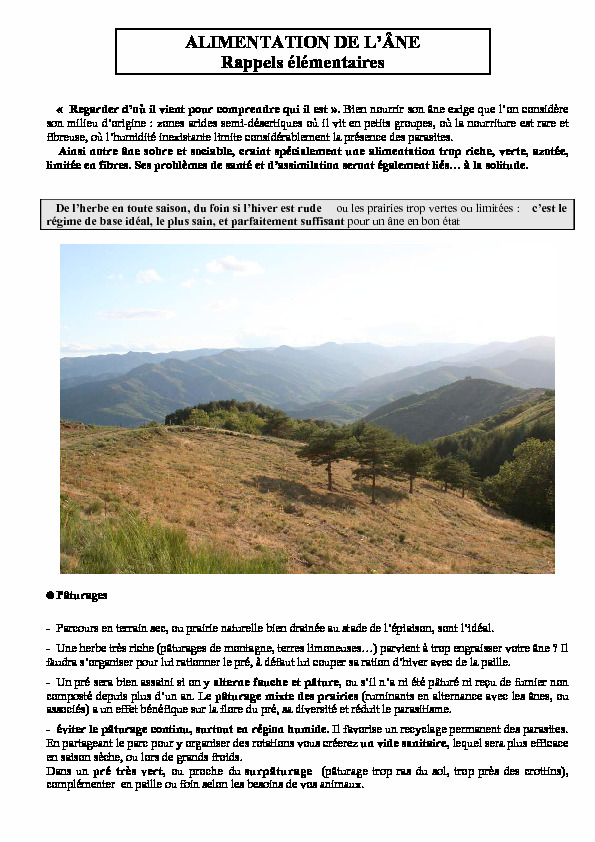 ALIMENTATION DE L'ÂNE
Rappels élémentaires
« Regarder d'où il vient pour comprendre qui il est ». Bien nourrir son âne exige que l'on considère
son milieu d'origine : zones arides semi-désertiques où il vit en petits groupes, où la nourriture est rare et
fibreuse, où l'humidité inexistante limite considérablement la présence des parasites.
Ainsi notre âne sobre et sociable, craint spécialement une alimentation trop riche, verte, azotée,
limitée en fibres. Ses problèmes de santé et d'assimilation seront également liés… à la solitude.
De l'herbe en toute saison, du foin si l'hiver est rude ou les prairies trop vertes ou limitées : c'est le
régime de base idéal, le plus sain, et parfaitement suffisant pour un âne en bon état
● Pâturages
- Parcours en terrain sec, ou prairie naturelle bien drainée au stade de l'épiaison, sont l'idéal.
- Une herbe très riche (pâturages de montagne, terres limoneuses…) parvient à trop engraisser votre âne ? Il
faudra s'organiser pour lui rationner le pré, à défaut lui couper sa ration d'hiver avec de la paille.
- Un pré sera bien assaini si on y alterne fauche et pâture, ou s'il n'a ni été pâturé ni reçu de fumier non
composté depuis plus d'un an. Le pâturage mixte des prairies (ruminants en alternance avec les ânes, ou
associés) a un effet bénéfique sur la flore du pré, sa diversité et réduit le parasitisme.
- éviter le pâturage continu, surtout en région humide. Il favorise un recyclage permanent des parasites.
En partageant le parc pour y organiser des rotations vous créerez un vide sanitaire, lequel sera plus efficace
en saison sèche, ou lors de grands froids.
Dans un pré très vert, ou proche du surpâturage (pâturage trop ras du sol, trop près des crottins),
complémenter en paille ou foin selon les besoins de vos animaux.